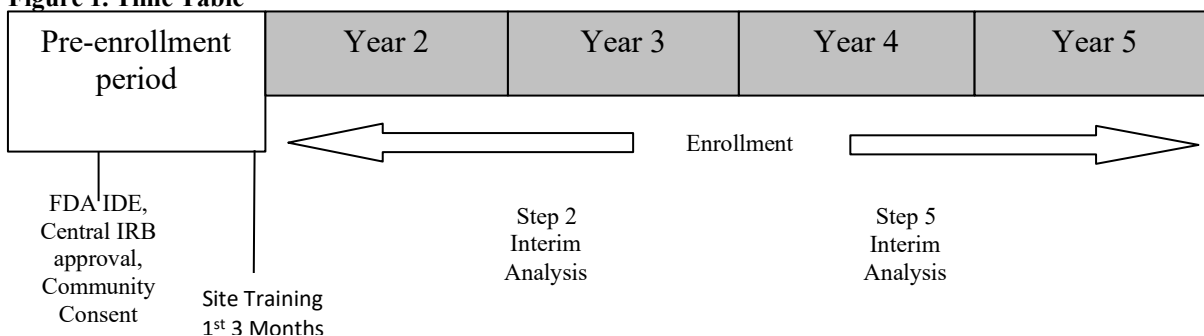 Figure 1. Time Table
Pre-enrollment
period
Year 2
Year 3
Year 4
Year 5
Enrollment
FDA IDE,
Central IRB
approval,
Community
Consent
Site Training
1st 3 Months
Step 2
Interim
Analysis
Step 5
Interim
Analysis